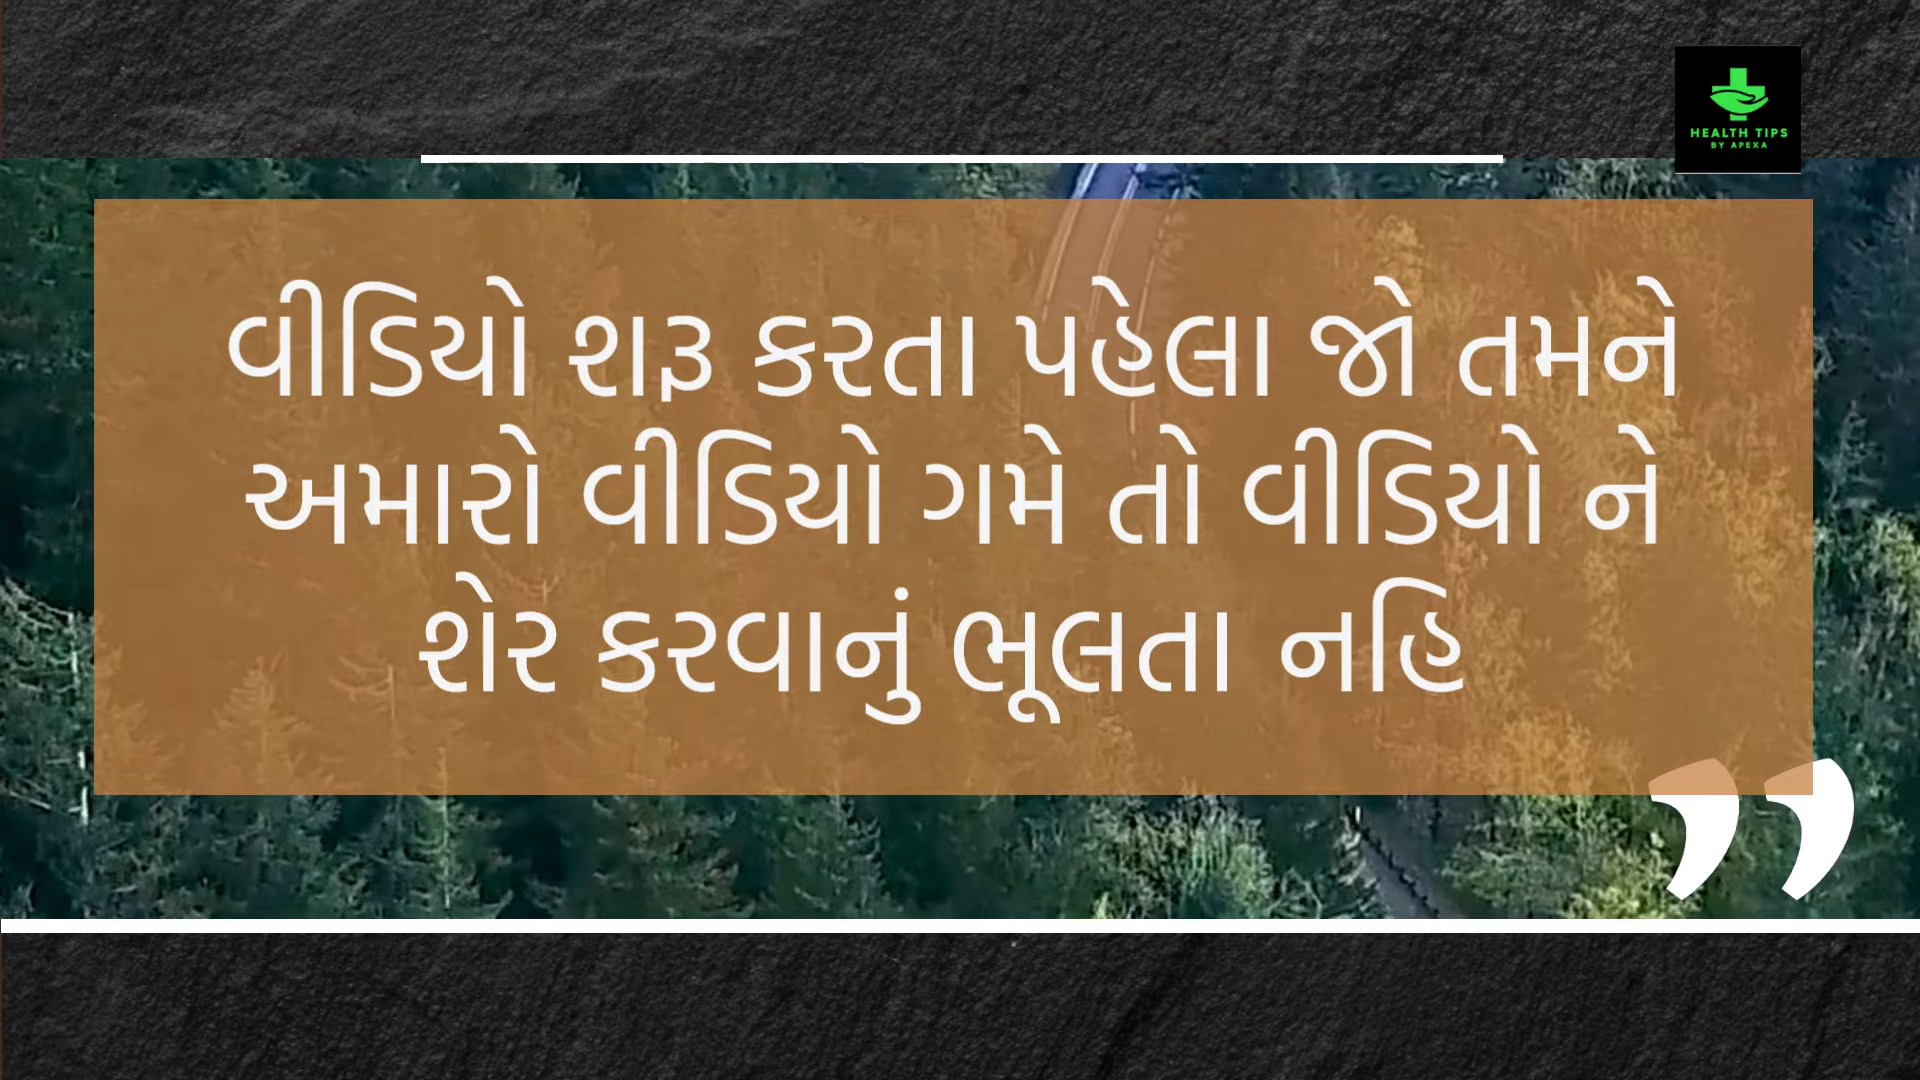 HEALTH TIPS
BY APEXA
વીડિયો શરૂ કરતા પહેલા જો તમને
અમારો વીડિયો ગમે તો વીડિયો ને
શેર કરવાનું ભૂલતા નહિ
”